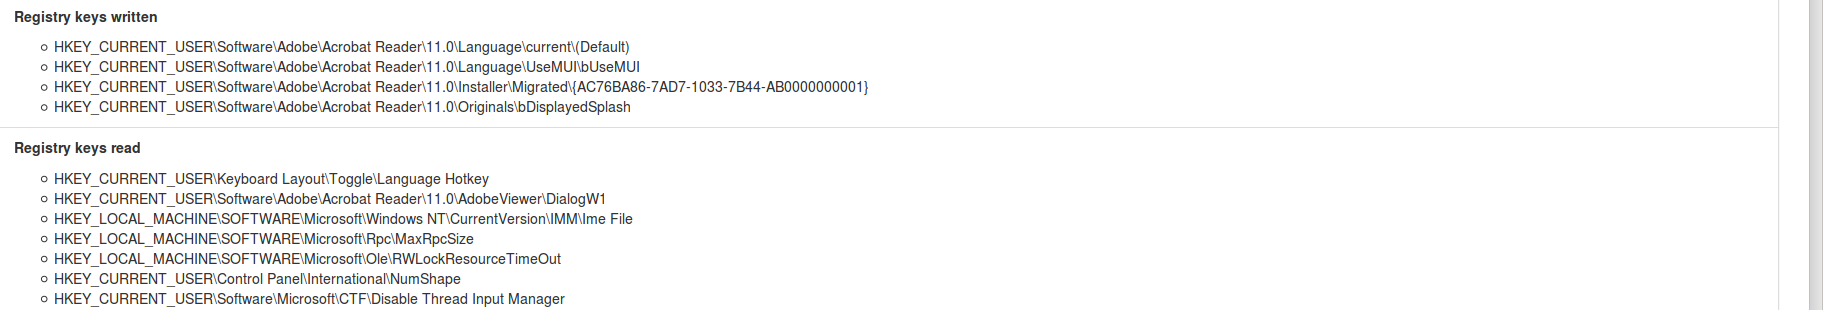 Registry keys written
HKEY_CURRENT_USER\Software\Adobe\Acrobat Reader\11.0\Language\current\(Default)
HKEY_CURRENT_USER\Software\Adobe\Acrobat Reader\11.0\Language\UseMUI\bUseMUI
HKEY_CURRENT_USER\Software\Adobe\Acrobat Reader\11.0\Installer\Migrated\{AC76BA86-7AD7-1033-7B44-AB0000000001}
HKEY_CURRENT_USER\Software\Adobe\Acrobat Reader\11.0\Originals\bDisplayedSplash
Registry keys read
HKEY_CURRENT_USER\Keyboard Layout\Toggle\Language Hotkey
HKEY_CURRENT_USER\Software\Adobe\Acrobat Reader\11.0\AdobeViewer\DialogW1
HKEY_LOCAL_MACHINE\SOFTWARE\Microsoft\Windows NT\CurrentVersion\IMM\Ime File
HKEY_LOCAL_MACHINE\SOFTWARE\Microsoft\Rpc\MaxRpcSize
HKEY_LOCAL_MACHINE\SOFTWARE\Microsoft\Ole\RWLockResourceTimeOut
HKEY_CURRENT_USER\Control Panel\International\NumShape
HKEY_CURRENT_USER\Software\Microsoft\CTF\Disable Thread Input Manager